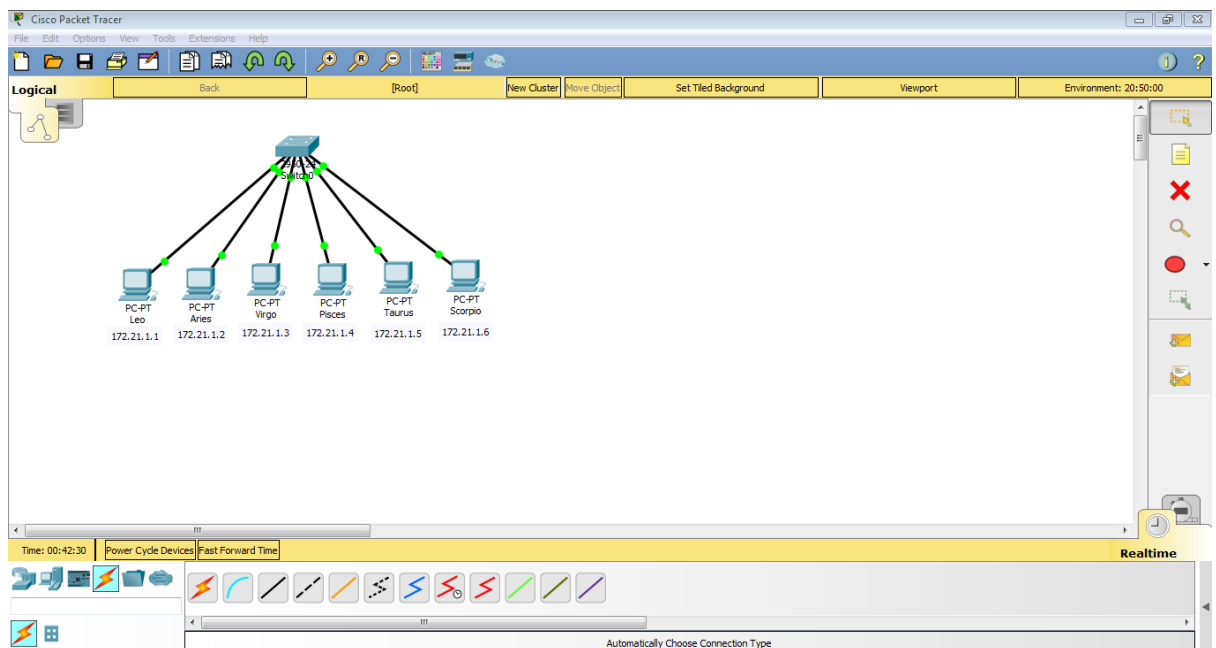 Cisco Packet Tracer
File Edit Options View Tools Extensions Help
Logical
Back
[Root]
New Cluster
Move Object
Set Tiled Background
Viewport
Environment: 20:50:00
Switch0
PC-PT
Leo
172.21.1.1
PC-PT
Aries
172.21.1.2
PC-PT
Virgo
172.21.1.3
PC-PT
Pisces
172.21.1.4
PC-PT
Taurus
172.21.1.5
PC-PT
Scorpio
172.21.1.6
Time: 00:42:30
Power Cycle Devices
Fast Forward Time
Realtime
Automatically Choose Connection Type